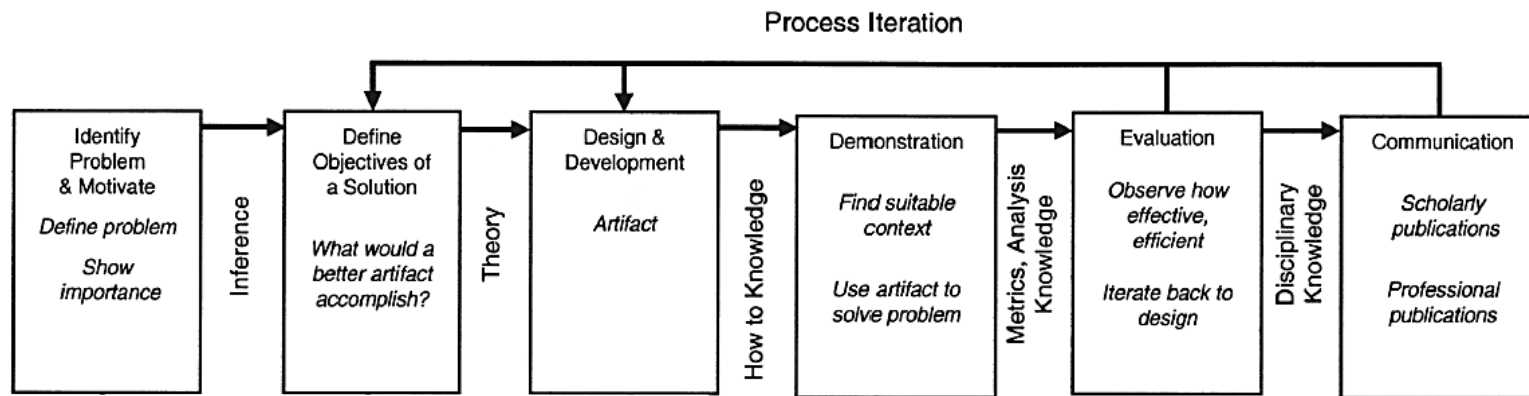 Process Iteration
Identify
Problem
& Motivate
Define problem
Show
importance
Inference
Define
Objectives of
a Solution
What would a
better artifact
accomplish?
Theory
Design &
Development
Artifact
How to Knowledge
Demonstration
Find suitable
context
Use artifact to
solve problem
Metrics, Analysis
Knowledge
Evaluation
Observe how
effective,
efficient
Iterate back to
design
Disciplinary
Knowledge
Communication
Scholarly
publications
Professional
publications